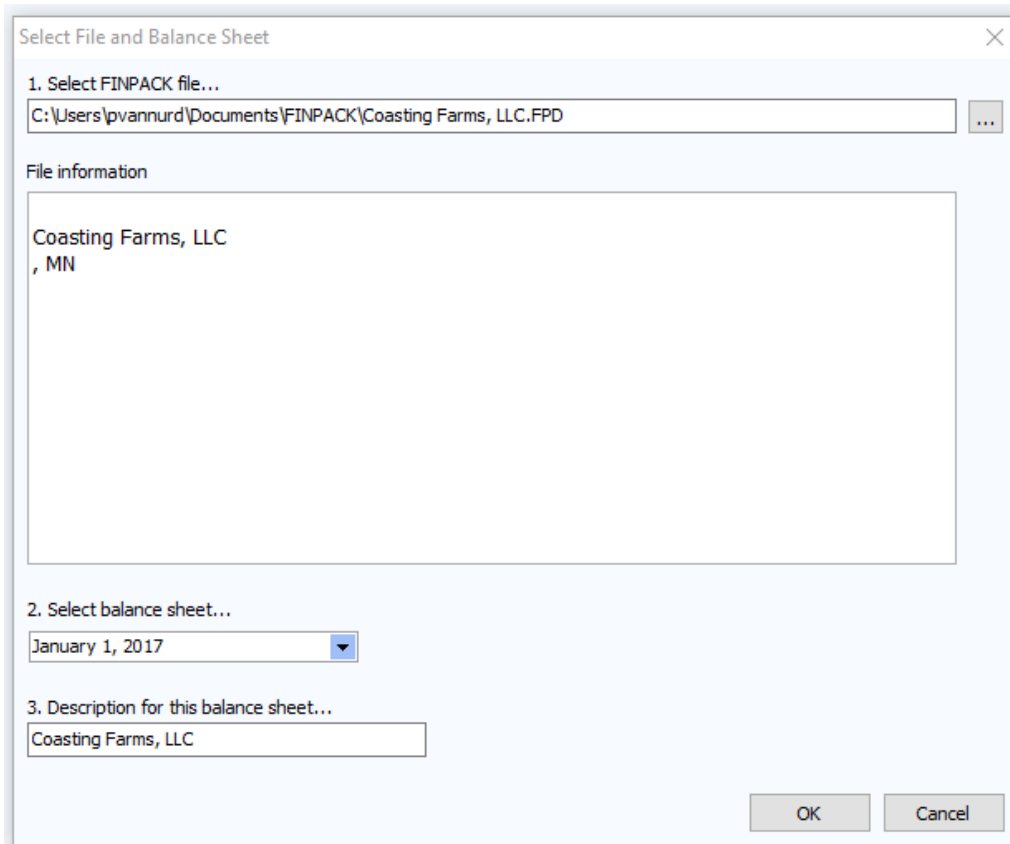 Select File and Balance Sheet
1. Select FINPACK file...
C:\Users\pvannurd\Documents\FINPACK\Coasting Farms, LLC.FPD
...
File information
Coasting Farms, LLC
, MN
2. Select balance sheet...
January 1, 2017
3. Description for this balance sheet...
Coasting Farms, LLC
OK Cancel